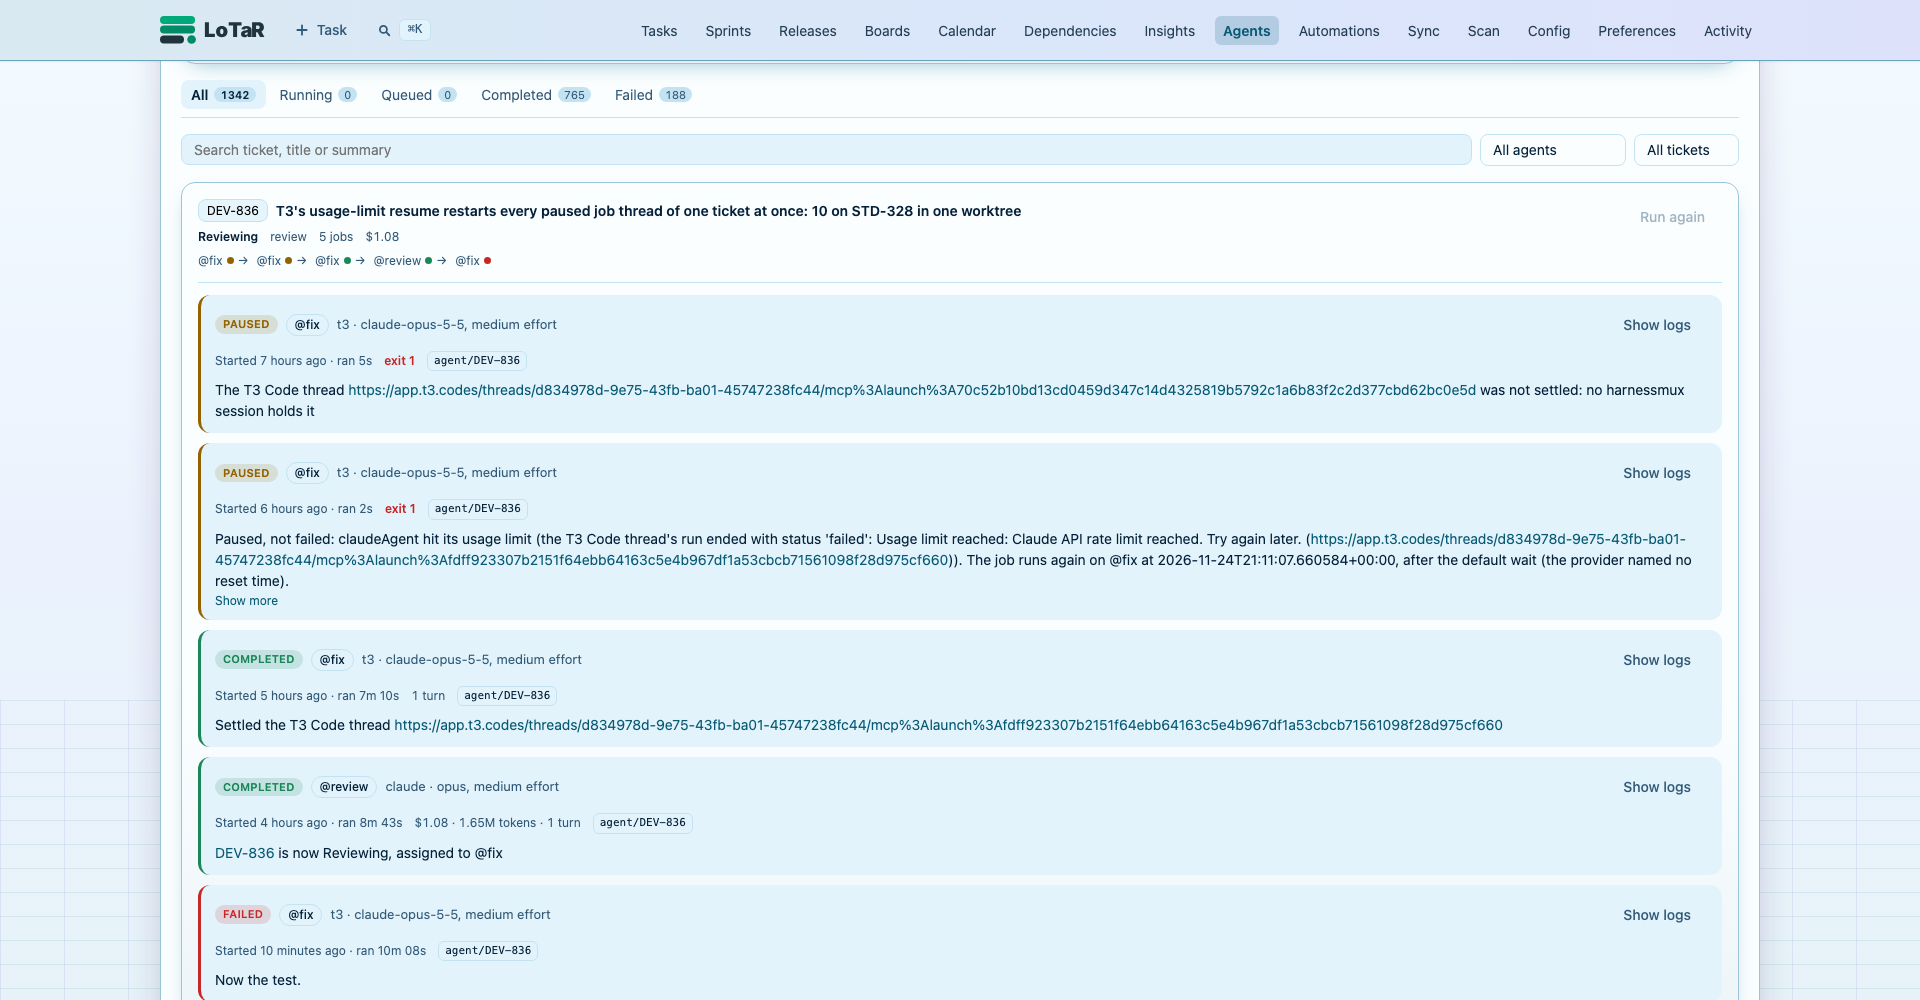 LoTaR
+ Task
⌘K
Tasks
Sprints
Releases
Boards
Calendar
Dependencies
Insights
Agents
Automations
Sync
Scan
Config
Preferences
Activity
All 1342
Running 0
Queued 0
Completed 765
Failed 188
Search ticket, title or summary
All agents
All tickets
DEV-836 T3's usage-limit resume restarts every paused job thread of one ticket at once: 10 on STD-328 in one worktree
Run again
Reviewing review 5 jobs $1.08
@fix → @fix → @fix → @review → @fix
PAUSED @fix t3 · claude-opus-5-5, medium effort
Show logs
Started 7 hours ago · ran 5s exit 1 agent/DEV-836
The T3 Code thread https://app.t3.codes/threads/d834978d-9e75-43fb-ba01-45747238fc44/mcp%3Alaunch%3A70c52b10bd13cd0459d347c14d4325819b5792c1a6b83f2c2d377cbd62bc0e5d was not settled: no harnessmux
session holds it
PAUSED @fix t3 · claude-opus-5-5, medium effort
Show logs
Started 6 hours ago · ran 2s exit 1 agent/DEV-836
Paused, not failed: claudeAgent hit its usage limit (the T3 Code thread's run ended with status 'failed': Usage limit reached: Claude API rate limit reached. Try again later. (https://app.t3.codes/threads/d834978d-9e75-43fb-ba01-
45747238fc44/mcp%3Alaunch%3Afdff923307b2151f64ebb64163c5e4b967df1a53cbcb71561098f28d975cf660)). The job runs again on @fix at 2026-11-24T21:11:07.660584+00:00, after the default wait (the provider named no
reset time).
Show more
COMPLETED @fix t3 · claude-opus-5-5, medium effort
Show logs
Started 5 hours ago · ran 7m 10s 1 turn agent/DEV-836
Settled the T3 Code thread https://app.t3.codes/threads/d834978d-9e75-43fb-ba01-45747238fc44/mcp%3Alaunch%3Afdff923307b2151f64ebb64163c5e4b967df1a53cbcb71561098f28d975cf660
COMPLETED @review claude · opus, medium effort
Show logs
Started 4 hours ago · ran 8m 43s $1.08 · 1.65M tokens · 1 turn agent/DEV-836
DEV-836 is now Reviewing, assigned to @fix
FAILED @fix t3 · claude-opus-5-5, medium effort
Show logs
Started 10 minutes ago · ran 10m 08s agent/DEV-836
Now the test.